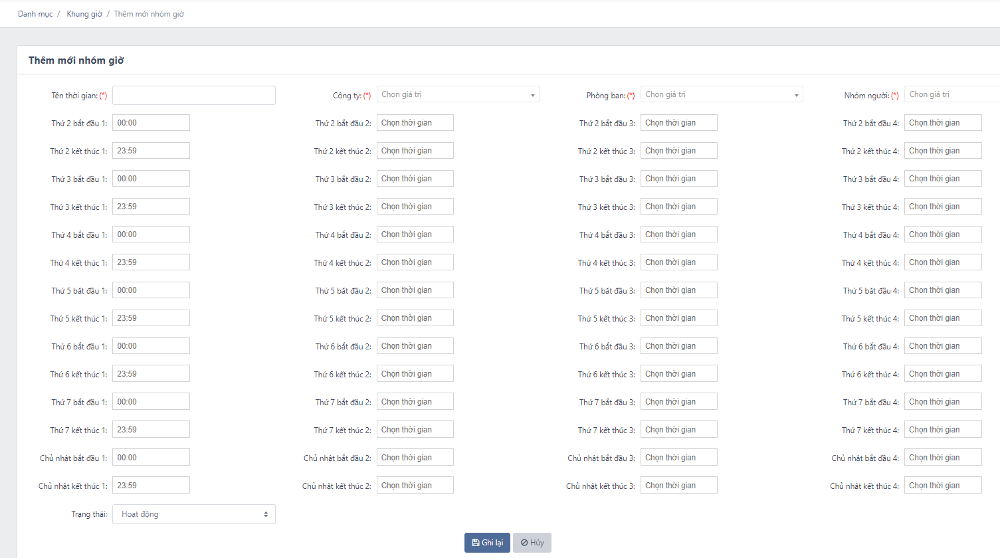 Danh mục / Khung giờ / Thêm mới nhóm giờ
Thêm mới nhóm giờ
Tên thời gian: (*) Công ty: (*) Chọn giá trị Phòng ban: (*) Chọn giá trị Nhóm người: (*) Chọn giá trị
Thứ 2 bắt đầu 1: 00:00 Thứ 2 bắt đầu 2: Chọn thời gian Thứ 2 bắt đầu 3: Chọn thời gian Thứ 2 bắt đầu 4: Chọn thời gian
Thứ 2 kết thúc 1: 23:59 Thứ 2 kết thúc 2: Chọn thời gian Thứ 2 kết thúc 3: Chọn thời gian Thứ 2 kết thúc 4: Chọn thời gian
Thứ 3 bắt đầu 1: 00:00 Thứ 3 bắt đầu 2: Chọn thời gian Thứ 3 bắt đầu 3: Chọn thời gian Thứ 3 bắt đầu 4: Chọn thời gian
Thứ 3 kết thúc 1: 23:59 Thứ 3 kết thúc 2: Chọn thời gian Thứ 3 kết thúc 3: Chọn thời gian Thứ 3 kết thúc 4: Chọn thời gian
Thứ 4 bắt đầu 1: 00:00 Thứ 4 bắt đầu 2: Chọn thời gian Thứ 4 bắt đầu 3: Chọn thời gian Thứ 4 bắt đầu 4: Chọn thời gian
Thứ 4 kết thúc 1: 23:59 Thứ 4 kết thúc 2: Chọn thời gian Thứ 4 kết thúc 3: Chọn thời gian Thứ 4 kết thúc 4: Chọn thời gian
Thứ 5 băt đầu 1: 00:00 Thứ 5 băt đầu 2: Chọn thời gian Thứ 5 băt đầu 3: Chọn thời gian Thứ 5 băt đầu 4: Chọn thời gian
Thứ 5 kết thúc 1: 23:59 Thứ 5 kết thúc 2: Chọn thời gian Thứ 5 kết thúc 3: Chọn thời gian Thứ 5 kết thúc 4: Chọn thời gian
Thứ 6 bắt đầu 1: 00:00 Thứ 6 bắt đầu 2: Chọn thời gian Thứ 6 bắt đầu 3: Chọn thời gian Thứ 6 bắt đầu 4: Chọn thời gian
Thứ 6 kết thúc 1: 23:59 Thứ 6 kết thúc 2: Chọn thời gian Thứ 6 kết thúc 3: Chọn thời gian Thứ 6 kết thúc 4: Chọn thời gian
Thứ 7 bắt đầu 1: 00:00 Thứ 7 bắt đầu 2: Chọn thời gian Thứ 7 bắt đầu 3: Chọn thời gian Thứ 7 bắt đầu 4: Chọn thời gian
Thứ 7 kết thúc 1: 23:59 Thứ 7 kết thúc 2: Chọn thời gian Thứ 7 kết thúc 3: Chọn thời gian Thứ 7 kết thúc 4: Chọn thời gian
Chủ nhật bắt đầu 1: 00:00 Chủ nhật bắt đầu 2: Chọn thời gian Chủ nhật bắt đầu 3: Chọn thời gian Chủ nhật bắt đầu 4: Chọn thời gian
Chủ nhật kết thúc 1: 23:59 Chủ nhật kết thúc 2: Chọn thời gian Chủ nhật kết thúc 3: Chọn thời gian Chủ nhật kết thúc 4: Chọn thời gian
Trạng thái: Hoạt động
Ghi lại Hủy